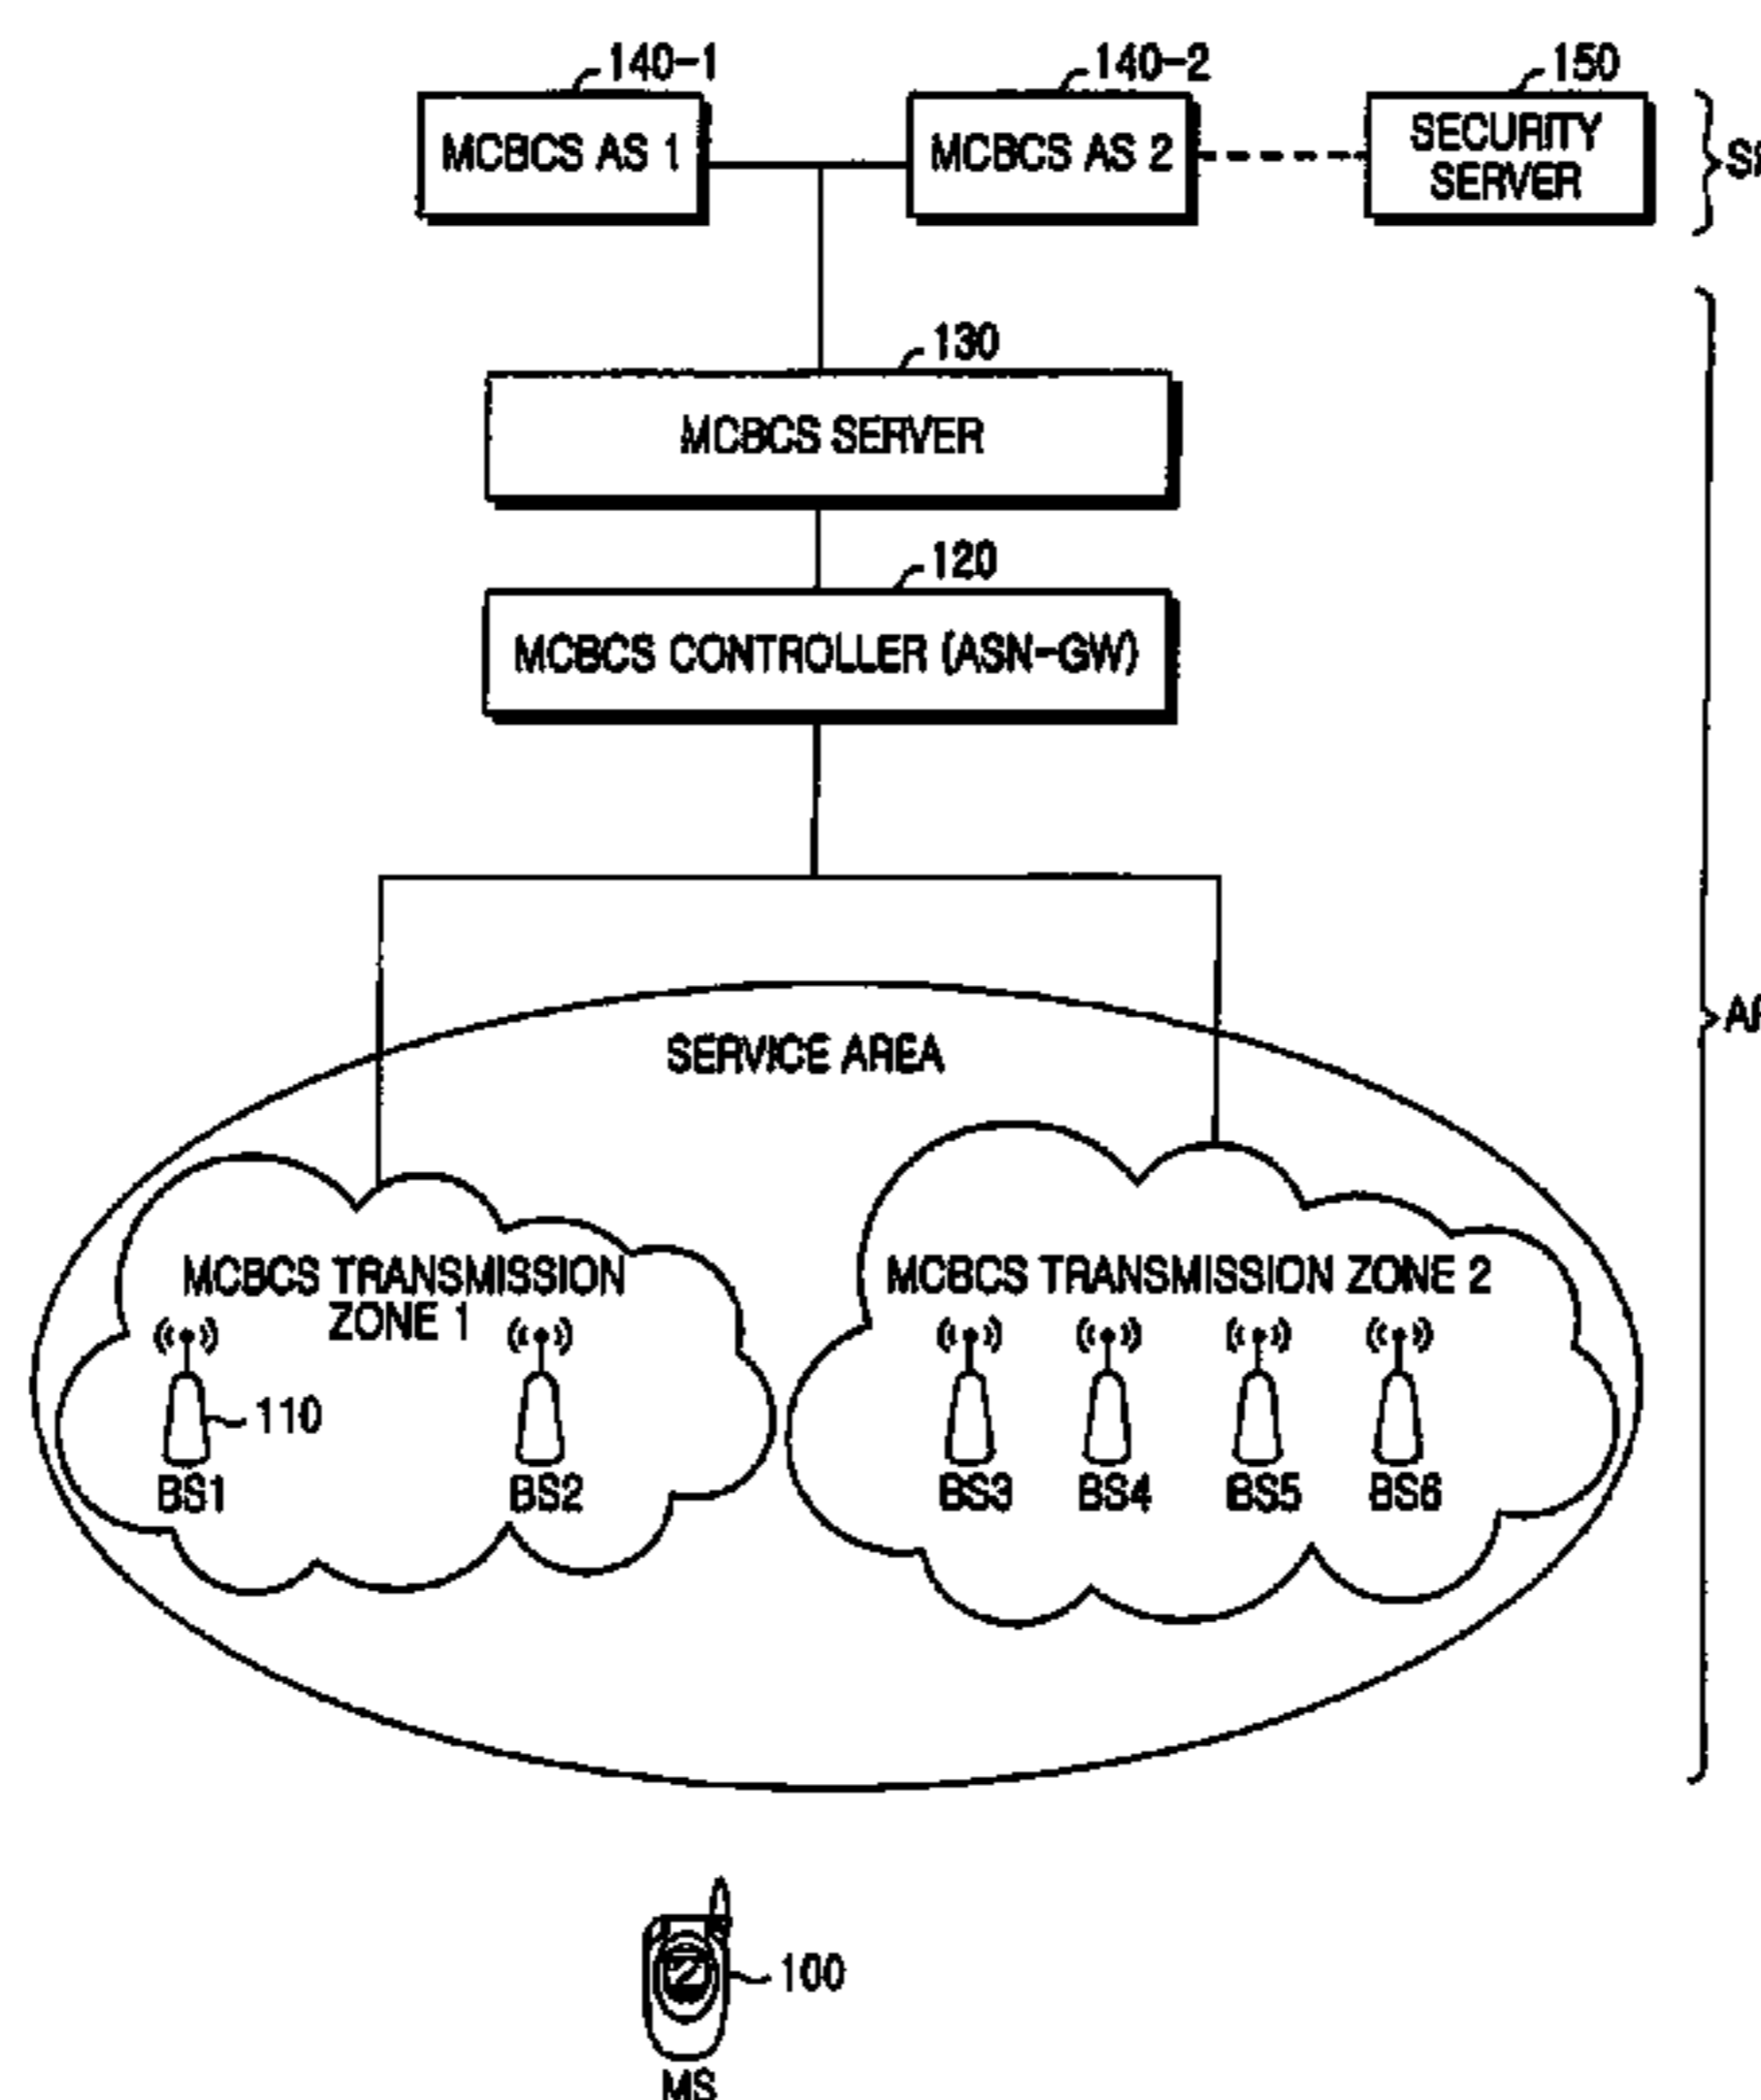 140-1
140-2
150
MCBCS AS 1
MCBCS AS 2
SECURITY
SERVER
130
MCBCS SERVER
120
MCBCS CONTROLLER (ASN-GW)
SERVICE AREA
MCBCS TRANSMISSION
ZONE 1
MCBCS TRANSMISSION ZONE 2
110
BS1
BS2
BS3
BS4
BS5
BS6
100
MS